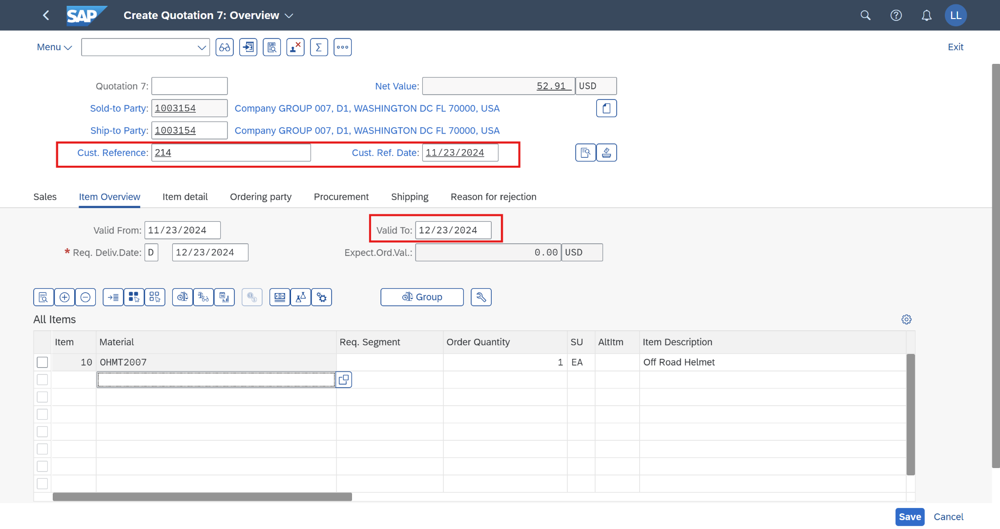 SAP Create Quotation 7: Overview LL
Menu Exit
Quotation 7: Net Value: 52.91 USD
Sold-to Party: 1003154 Company GROUP 007, D1, WASHINGTON DC FL 70000, USA
Ship-to Party: 1003154 Company GROUP 007, D1, WASHINGTON DC FL 70000, USA
Cust. Reference: 214 Cust. Ref. Date: 11/23/2024
Sales Item Overview Item detail Ordering party Procurement Shipping Reason for rejection
Valid From: 11/23/2024 Valid To: 12/23/2024
* Req. Deliv.Date: D 12/23/2024 Expect.Ord.Val.: 0.00 USD
Group
All Items
Item Material Req. Segment Order Quantity SU AltItm Item Description
10 OHMT2007 1 EA Off Road Helmet
Save Cancel